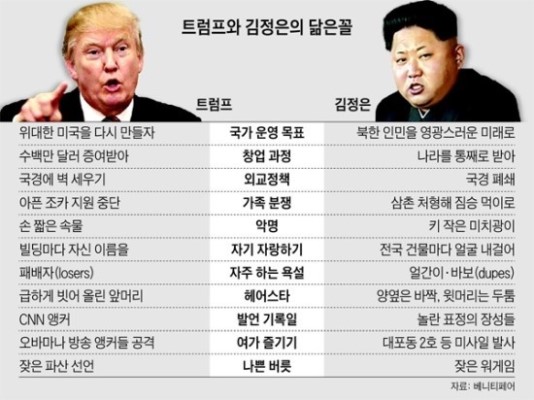 트럼프와 김정은의 닮은꼴
트럼프 김정은
위대한 미국을 다시 만들자 국가 운영 목표 북한 인민을 영광스러운 미래로
수백만 달러 증여받아 창업 과정 나라를 통째로 받아
국경에 벽 세우기 외교정책 국경 폐쇄
아픈 조카 지원 중단 가족 분쟁 삼촌 처형해 짐승 먹이로
손 짧은 속물 악명 키 작은 미치광이
빌딩마다 자신 이름을 자기 자랑하기 전국 건물마다 얼굴 내걸어
패배자(losers) 자주 하는 욕설 얼간이·바보(dupes)
급하게 빗어 올린 앞머리 헤어스타 양옆은 바짝, 윗머리는 두툼
CNN 앵커 발언 기록일 놀란 표정의 장성들
오바마나 방송 앵커들 공격 여가 즐기기 대포동 2호 등 미사일 발사
잦은 파산 선언 나쁜 버릇 잦은 워게임
자료: 베니티페어